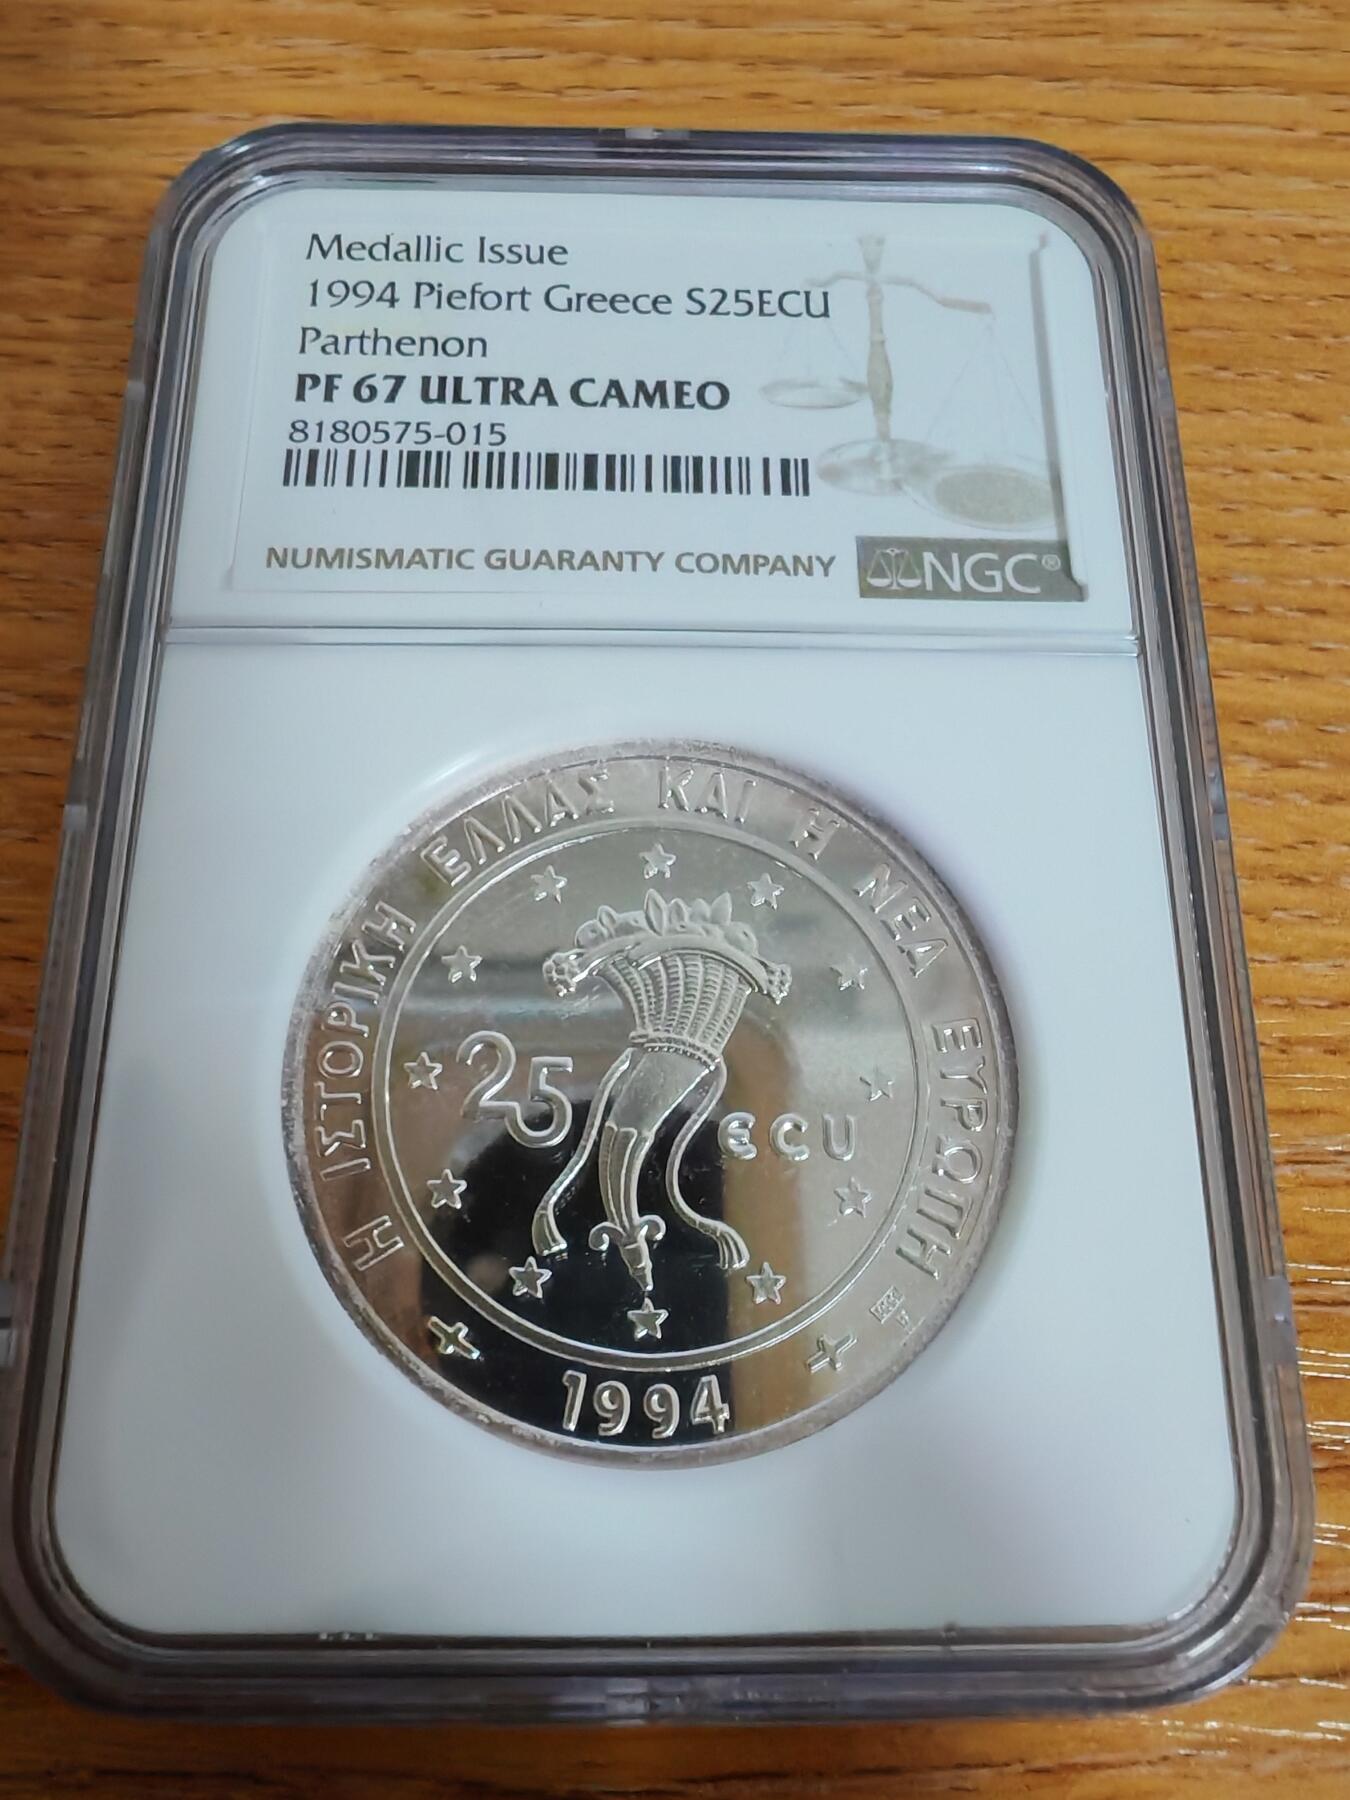 Medallic Issue
1994 Piefort Greece S25ECU
Parthenon
PF 67 ULTRA CAMEO
8180575-015
NUMISMATIC GUARANTY COMPANY
NGC®
Η ΙΣΤΟΡΙΚΗ ΕΛΛΑΣ ΚΑΙ Η ΝΕΑ ΕΥΡΩΠΗ
25
ECU
1994